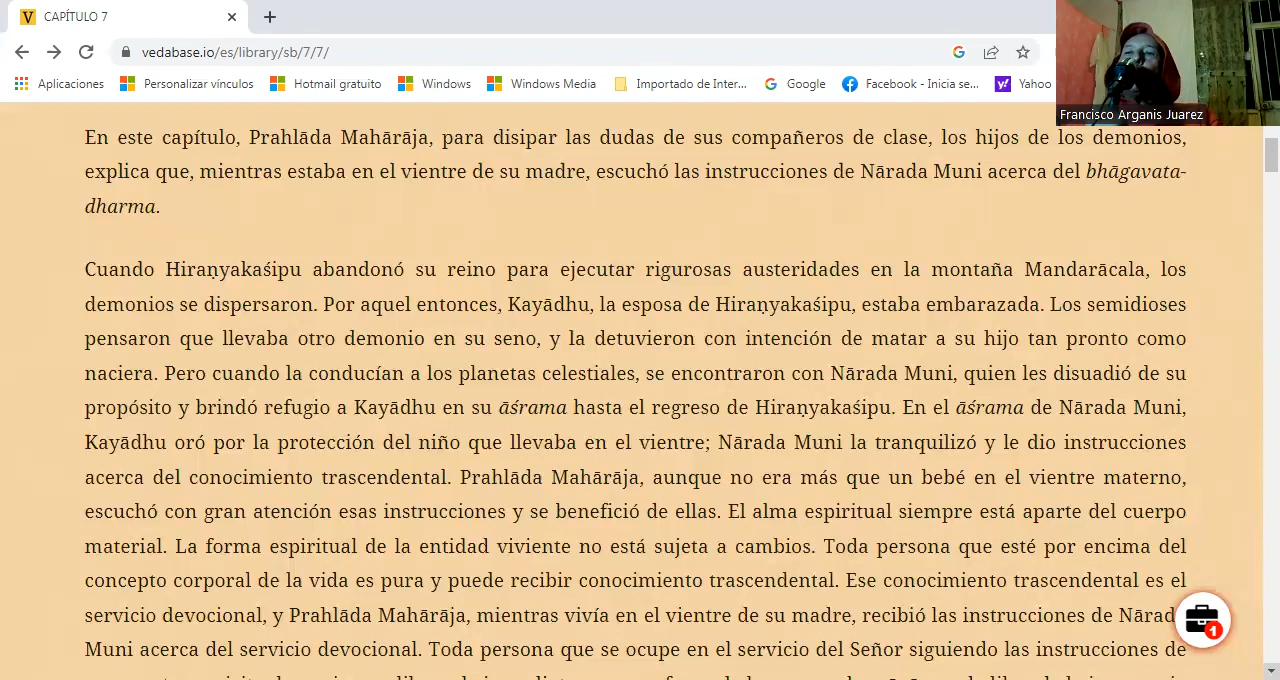 CAPÍTULO 7
vedabase.io/es/library/sb/7/7/
Aplicaciones Personalizar vínculos Hotmail gratuito Windows Windows Media Importado de Inter... Google Facebook - Inicia se... Yahoo
Francisco Arganis Juarez
En este capítulo, Prahlāda Mahārāja, para disipar las dudas de sus compañeros de clase, los hijos de los demonios,
explica que, mientras estaba en el vientre de su madre, escuchó las instrucciones de Nārada Muni acerca del bhāgavata-
dharma.
Cuando Hiraṇyakaśipu abandonó su reino para ejecutar rigurosas austeridades en la montaña Mandarācala, los
demonios se dispersaron. Por aquel entonces, Kayādhu, la esposa de Hiraṇyakaśipu, estaba embarazada. Los semidioses
pensaron que llevaba otro demonio en su seno, y la detuvieron con intención de matar a su hijo tan pronto como
naciera. Pero cuando la conducían a los planetas celestiales, se encontraron con Nārada Muni, quien les disuadió de su
propósito y brindó refugio a Kayādhu en su āśrama hasta el regreso de Hiraṇyakaśipu. En el āśrama de Nārada Muni,
Kayādhu oró por la protección del niño que llevaba en el vientre; Nārada Muni la tranquilizó y le dio instrucciones
acerca del conocimiento trascendental. Prahlāda Mahārāja, aunque no era más que un bebé en el vientre materno,
escuchó con gran atención esas instrucciones y se benefició de ellas. El alma espiritual siempre está aparte del cuerpo
material. La forma espiritual de la entidad viviente no está sujeta a cambios. Toda persona que esté por encima del
concepto corporal de la vida es pura y puede recibir conocimiento trascendental. Ese conocimiento trascendental es el
servicio devocional, y Prahlāda Mahārāja, mientras vivía en el vientre de su madre, recibió las instrucciones de Nārada
Muni acerca del servicio devocional. Toda persona que se ocupe en el servicio del Señor siguiendo las instrucciones de
1